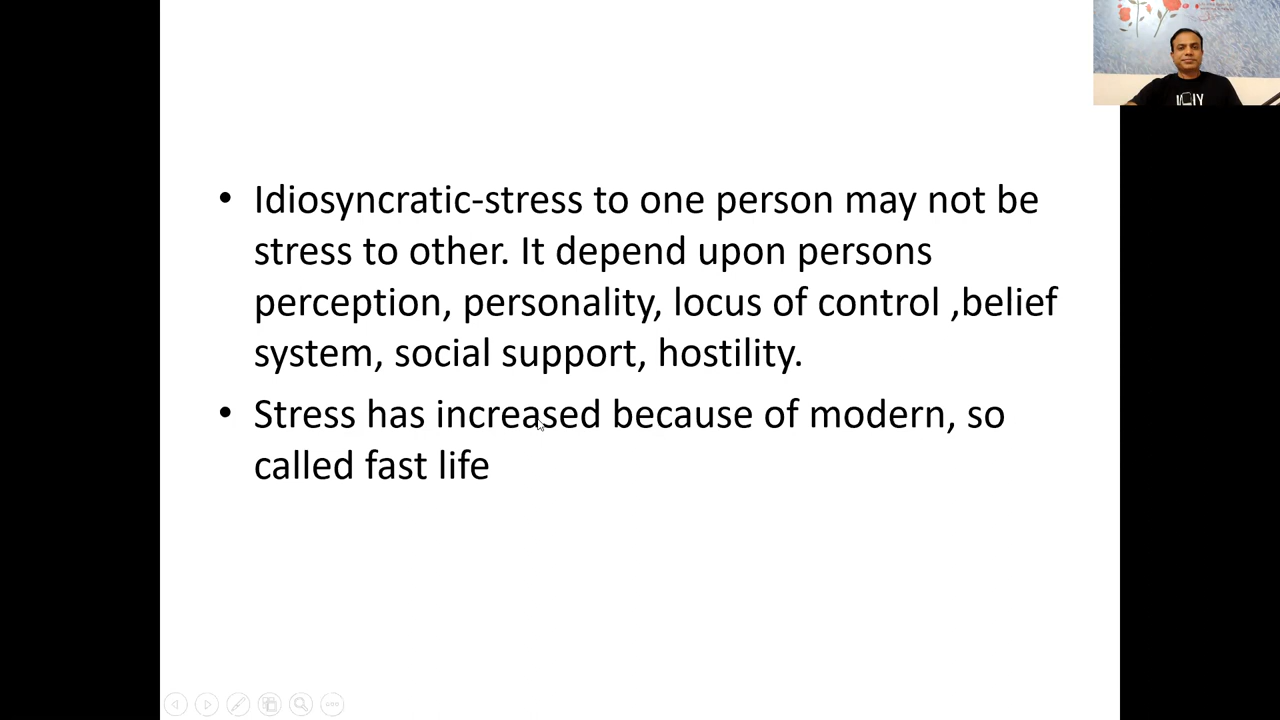 • Idiosyncratic-stress to one person may not be
stress to other. It depend upon persons
perception, personality, locus of control ,belief
system, social support, hostility.
• Stress has increased because of modern, so
called fast life